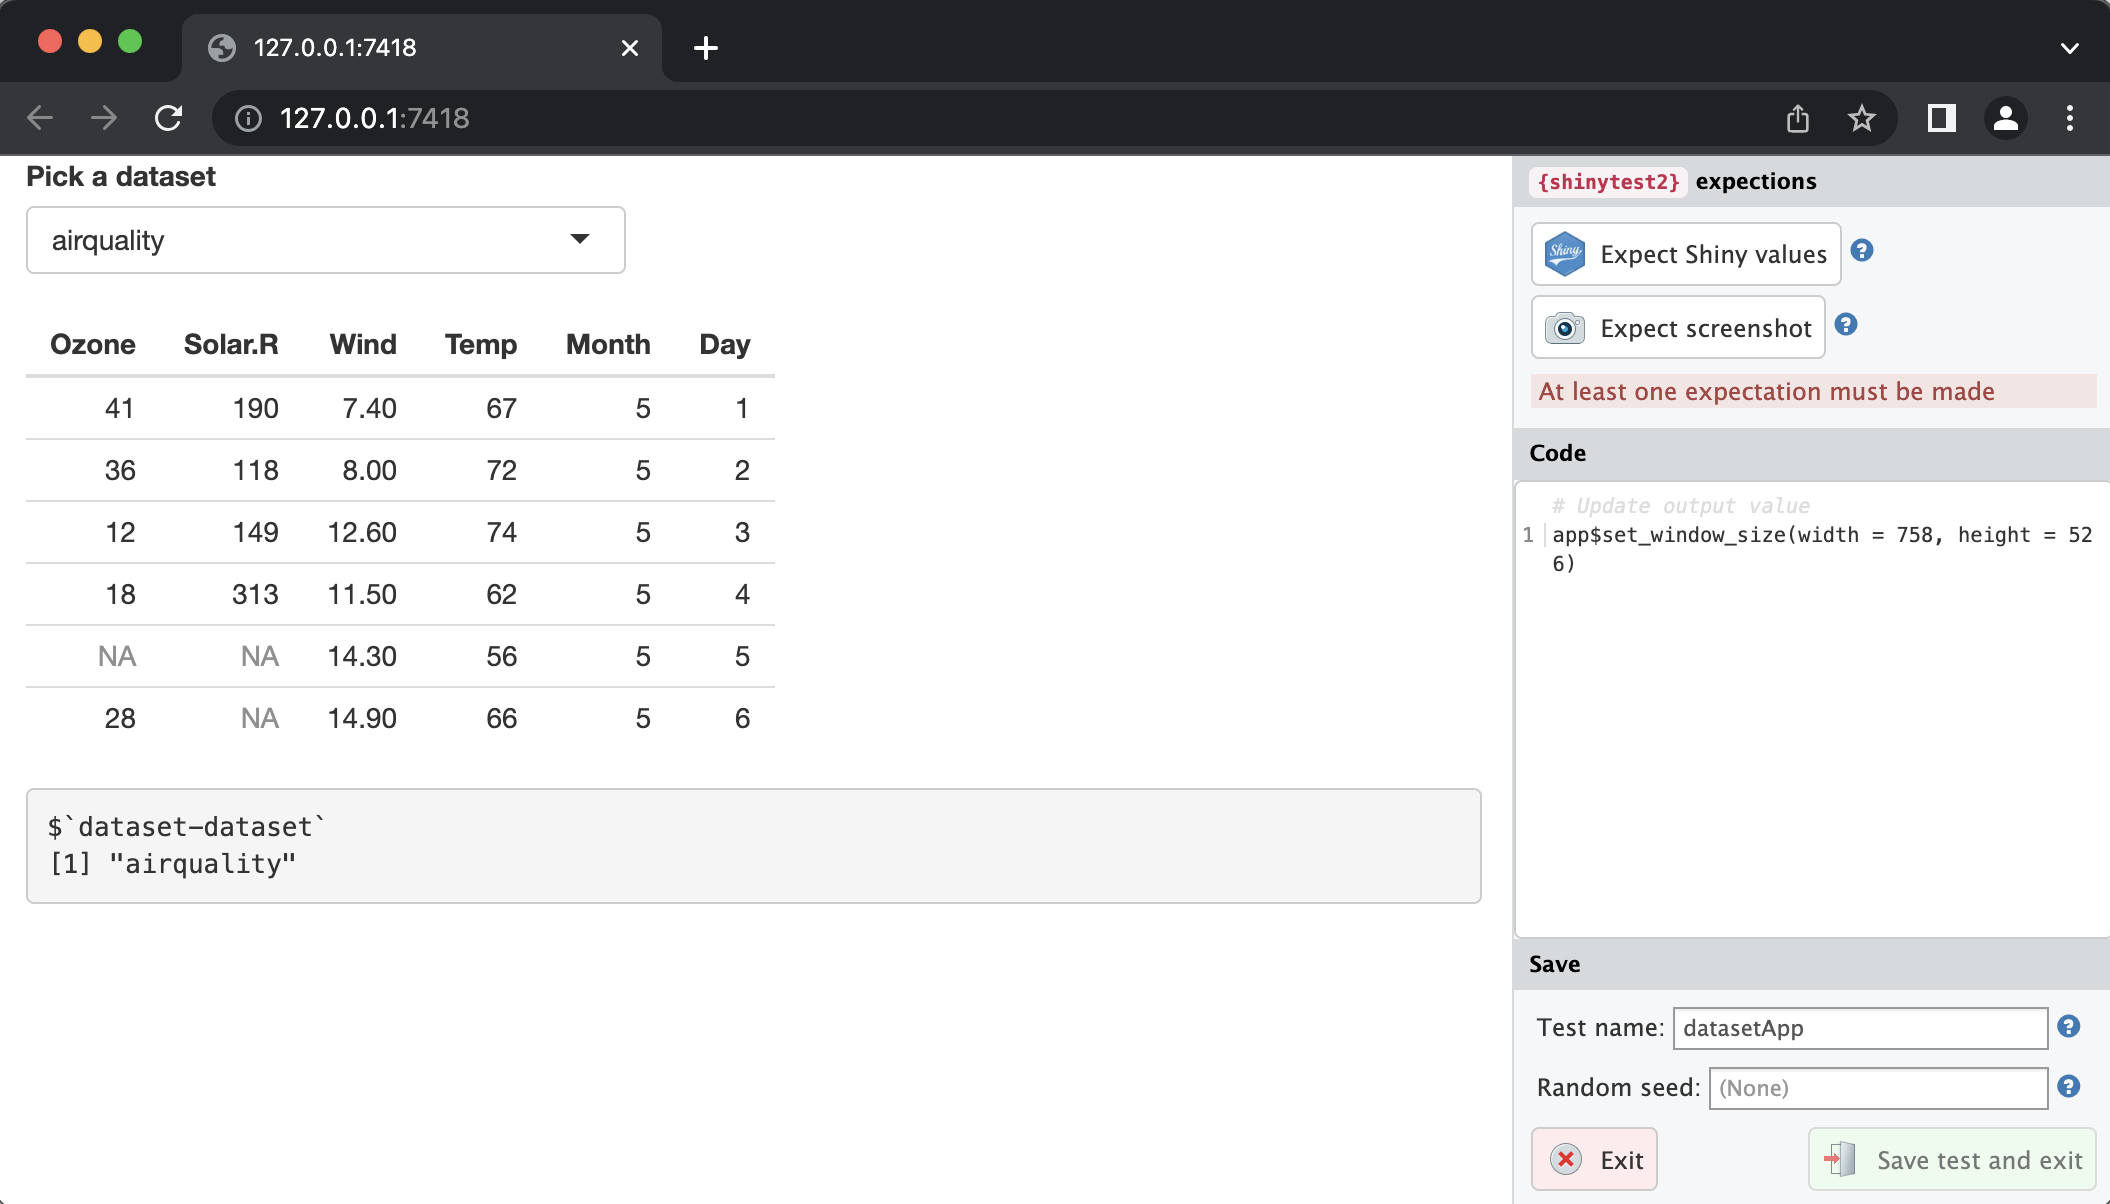 127.0.0.1:7418
127.0.0.1:7418
Pick a dataset
airquality
Ozone Solar.R Wind Temp Month Day
41 190 7.40 67 5 1
36 118 8.00 72 5 2
12 149 12.60 74 5 3
18 313 11.50 62 5 4
NA NA 14.30 56 5 5
28 NA 14.90 66 5 6
$`dataset-dataset`
[1] "airquality"
{shinytest2} expections
Shiny Expect Shiny values ?
Expect screenshot ?
At least one expectation must be made
Code
# Update output value
1 app$set_window_size(width = 758, height = 52
6)
Save
Test name: datasetApp ?
Random seed: (None) ?
Exit Save test and exit